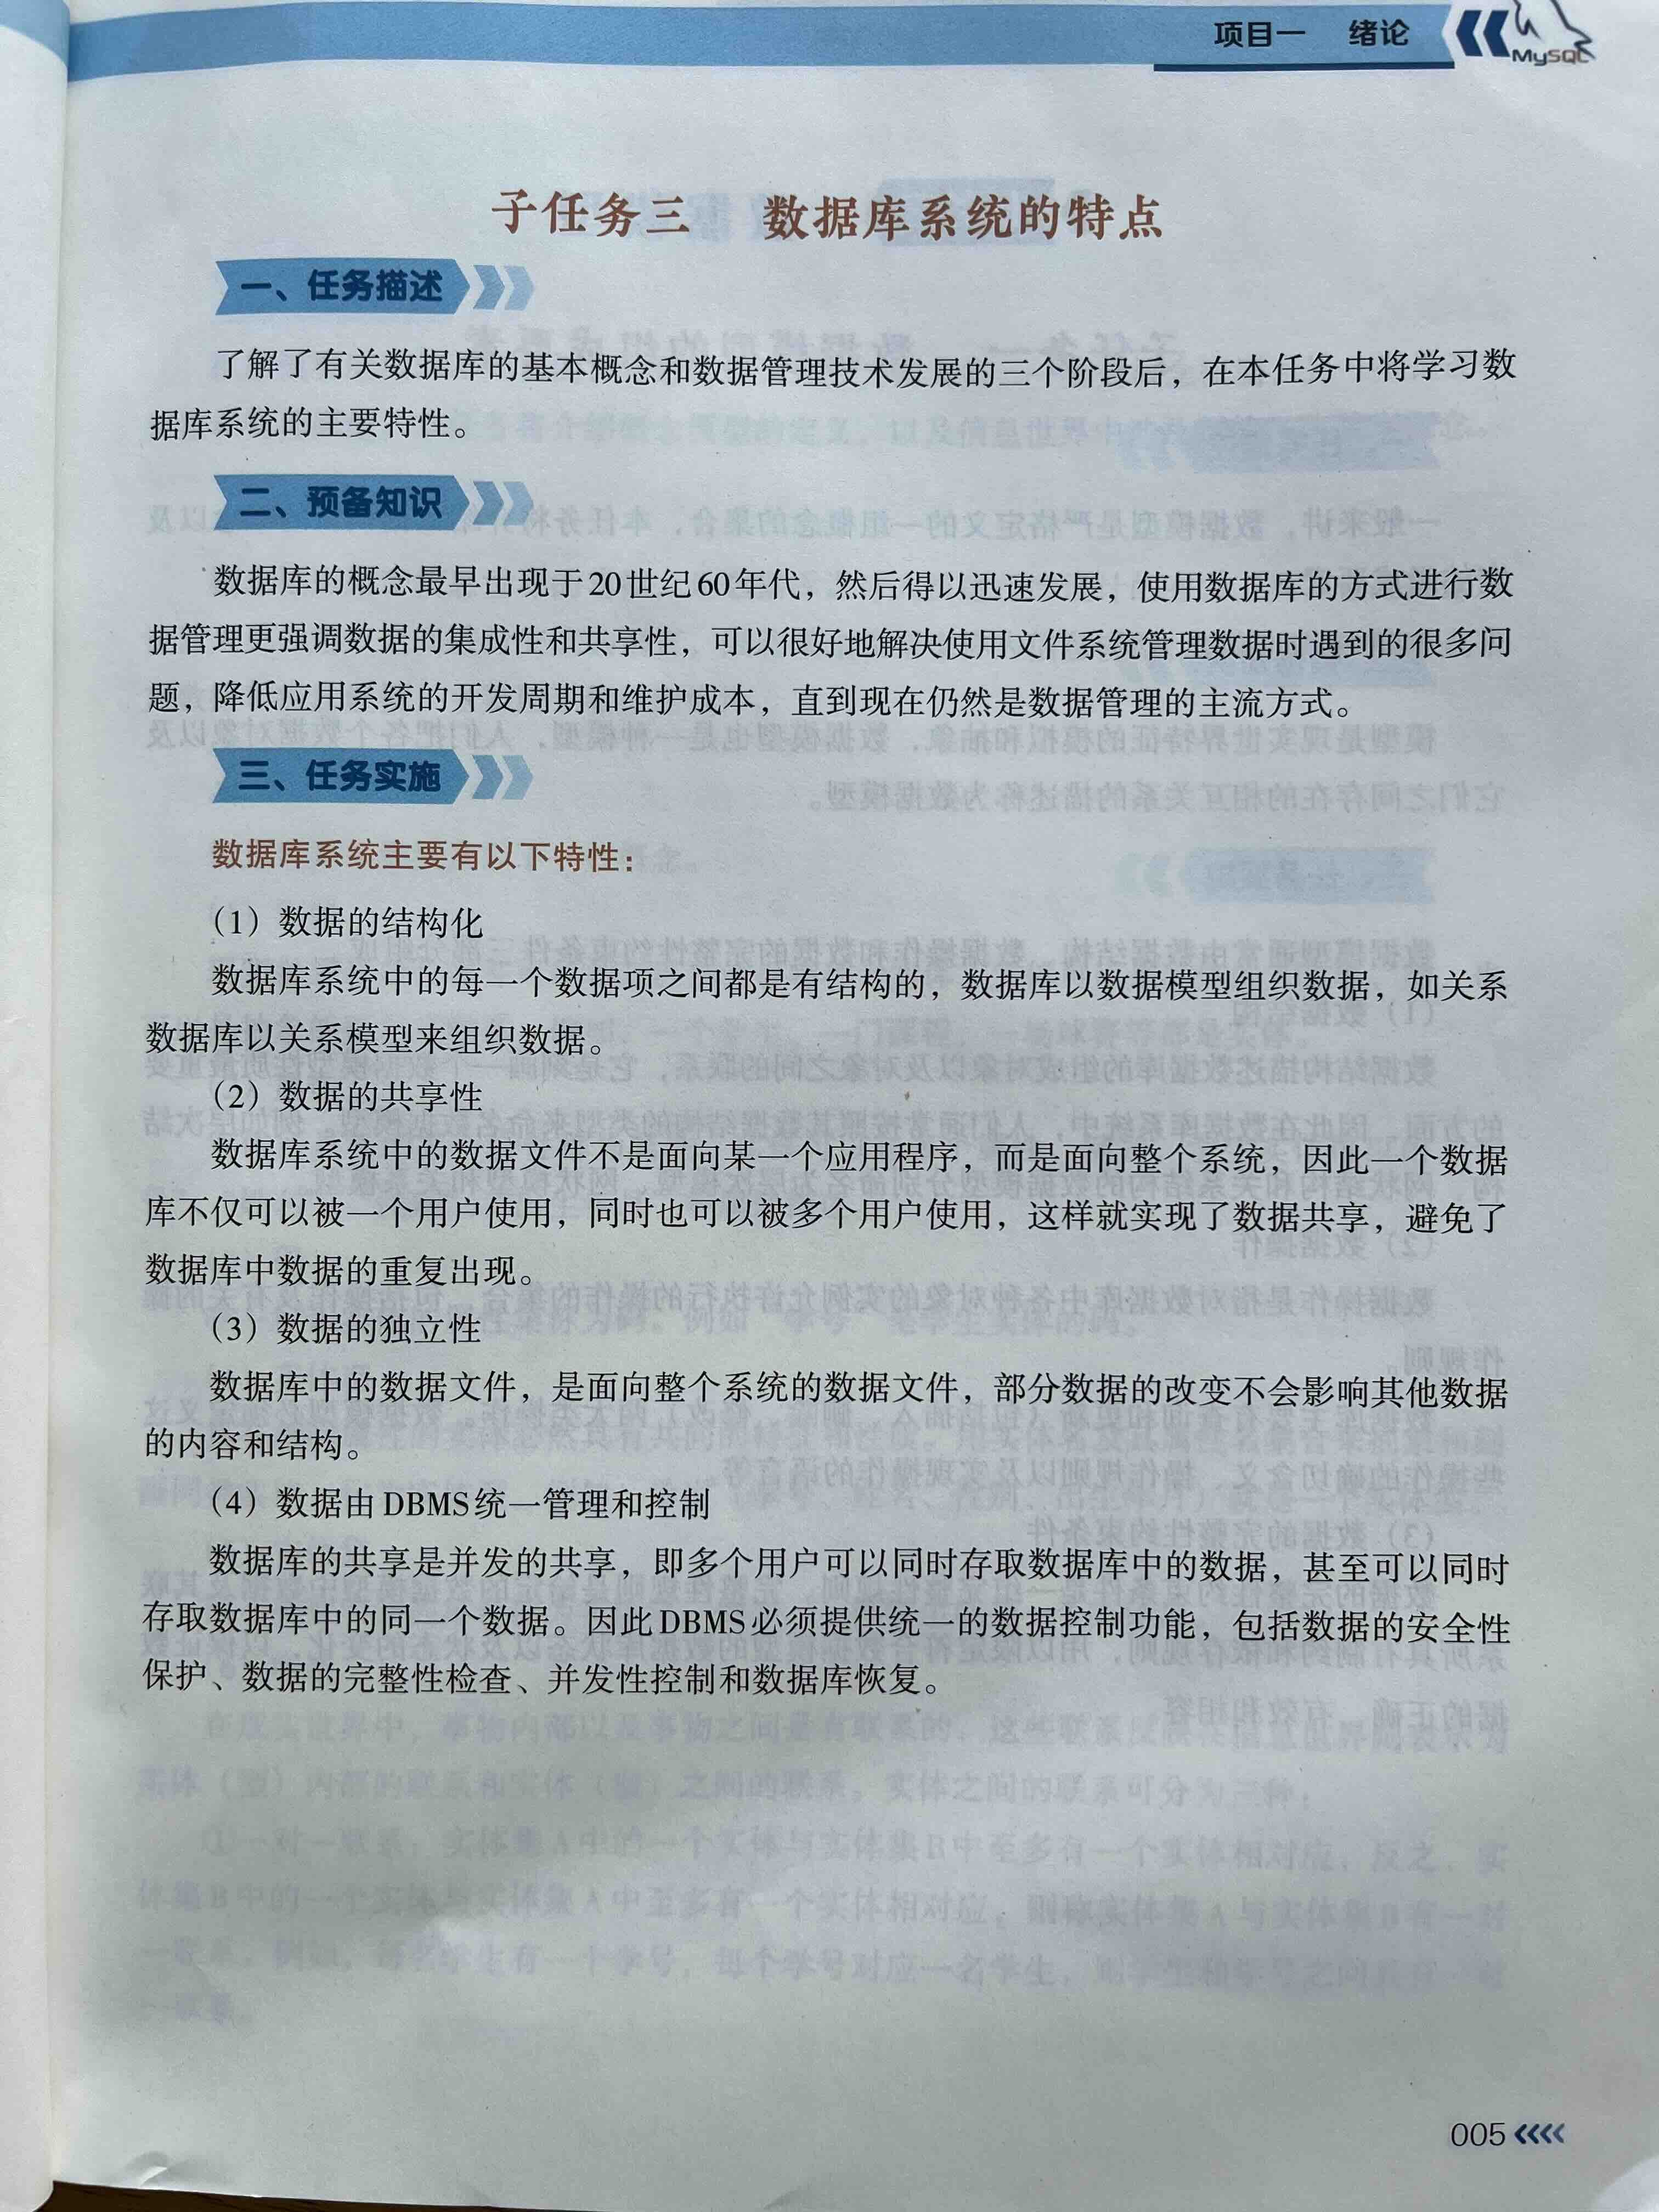 项目一 绪论
MySQL
子任务三 数据库系统的特点
一、任务描述
了解了有关数据库的基本概念和数据管理技术发展的三个阶段后，在本任务中将学习数
据库系统的主要特性。
二、预备知识
数据库的概念最早出现于20世纪60年代，然后得以迅速发展，使用数据库的方式进行数
据管理更强调数据的集成性和共享性，可以很好地解决使用文件系统管理数据时遇到的很多问
题，降低应用系统的开发周期和维护成本，直到现在仍然是数据管理的主流方式。
三、任务实施
数据库系统主要有以下特性：
（1）数据的结构化
数据库系统中的每一个数据项之间都是有结构的，数据库以数据模型组织数据，如关系
数据库以关系模型来组织数据。
（2）数据的共享性
数据库系统中的数据文件不是面向某一个应用程序，而是面向整个系统，因此一个数据
库不仅可以被一个用户使用，同时也可以被多个用户使用，这样就实现了数据共享，避免了
数据库中数据的重复出现。
（3）数据的独立性
数据库中的数据文件，是面向整个系统的数据文件，部分数据的改变不会影响其他数据
的内容和结构。
（4）数据由DBMS统一管理和控制
数据库的共享是并发的共享，即多个用户可以同时存取数据库中的数据，甚至可以同时
存取数据库中的同一个数据。因此DBMS必须提供统一的数据控制功能，包括数据的安全性
保护、数据的完整性检查、并发性控制和数据库恢复。
005